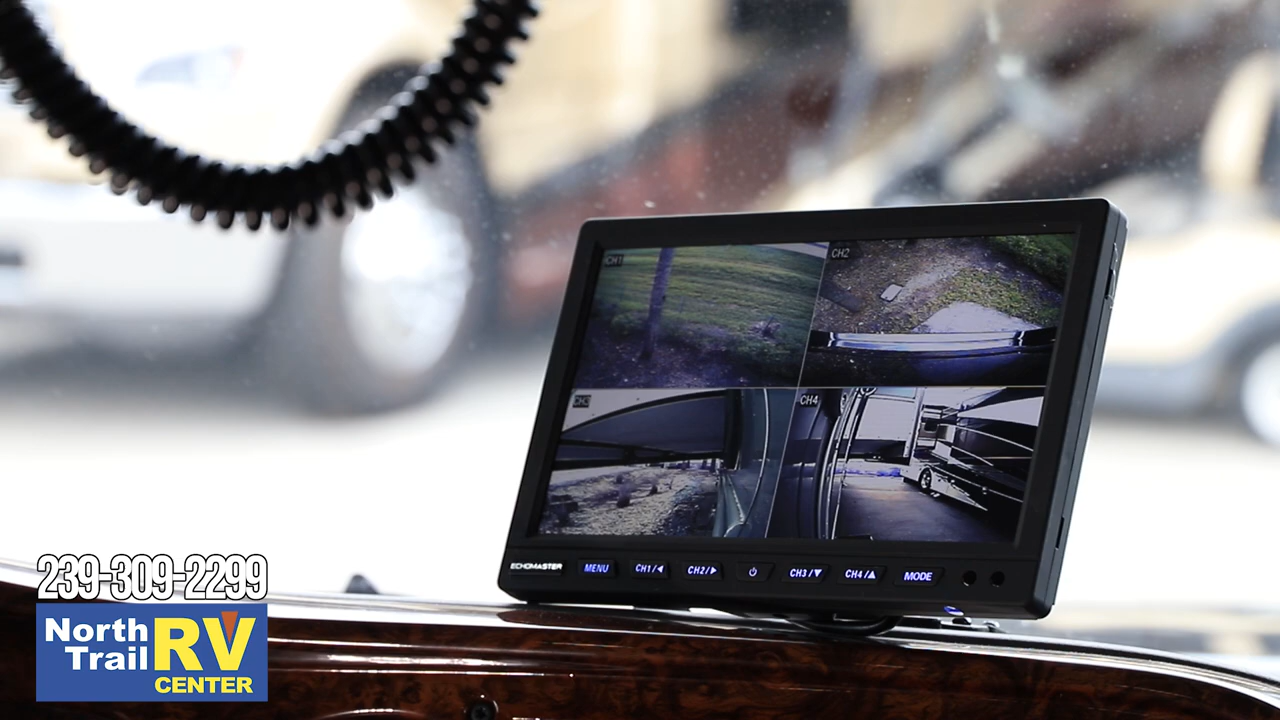 CH1
CH2
CH3
CH4
ECHOMASTER
MENU
CH1/◀
CH2/▶
CH3/▼
CH4/▲
MODE
239-309-2299
North
Trail
RV
CENTER